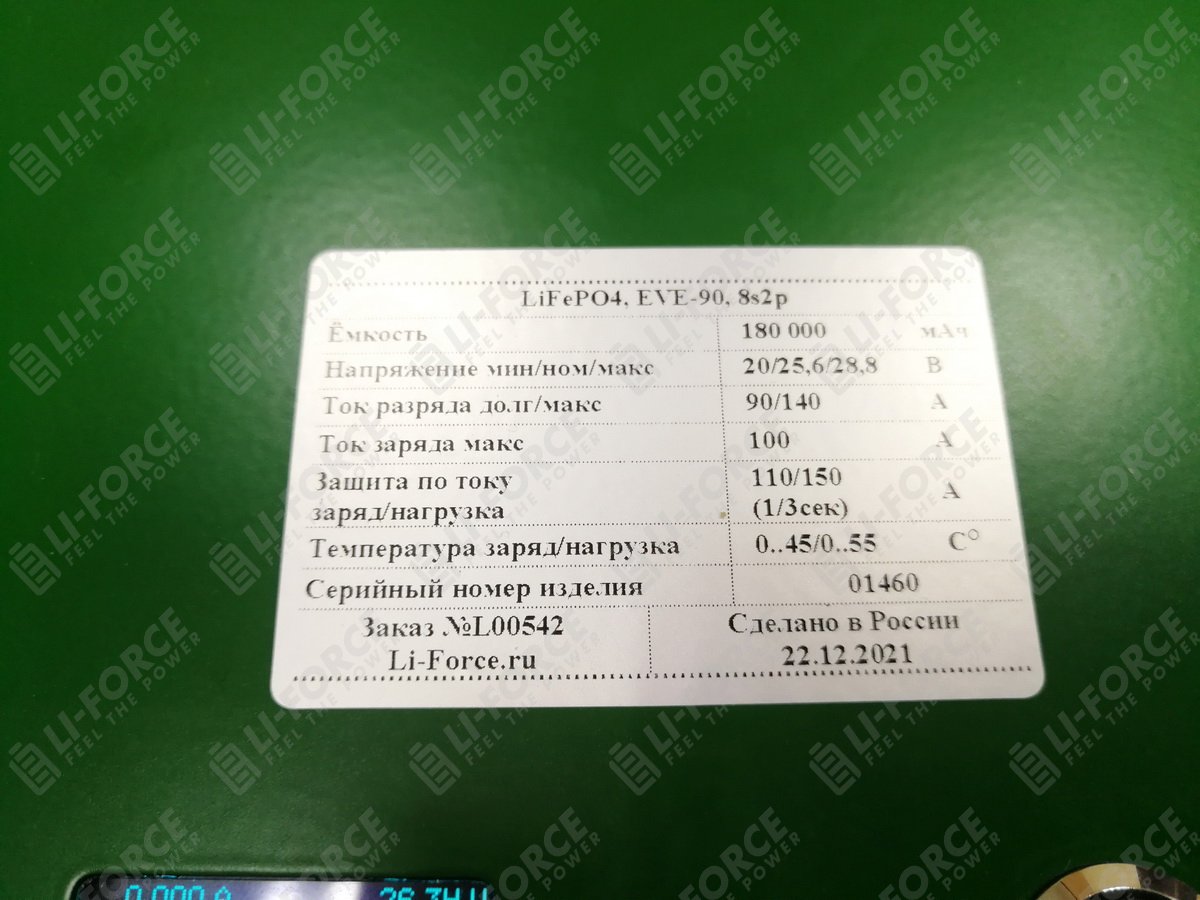 LiFePO4, EVE-90, 8s2p
Ёмкость 180 000 мАч
Напряжение мин/ном/макс 20/25,6/28,8 В
Ток разряда долг/макс 90/140 А
Ток заряда макс 100 А
Защита по току
заряд/нагрузка
110/150
(1/3сек)
А
Температура заряд/нагрузка 0..45/0..55 С°
Серийный номер изделия 01460
Заказ №L00542
Li-Force.ru
Сделано в России
22.12.2021
0.000 A
LI-FORCE
FEEL THE POWER